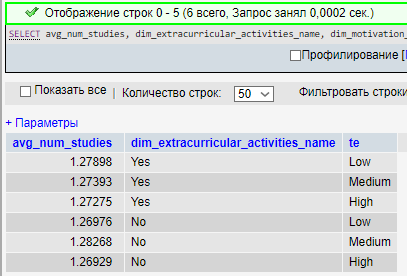 Отображение строк 0 - 5 (6 всего, Запрос занял 0,0002 сек.)
SELECT avg_num_studies, dim_extracurricular_activities_name, dim_motivation_
Профилирование [
Показать все | Количество строк: 50 Фильтровать строки
+ Параметры
avg_num_studies dim_extracurricular_activities_name te
1.27898 Yes Low
1.27393 Yes Medium
1.27275 Yes High
1.26976 No Low
1.28268 No Medium
1.26929 No High